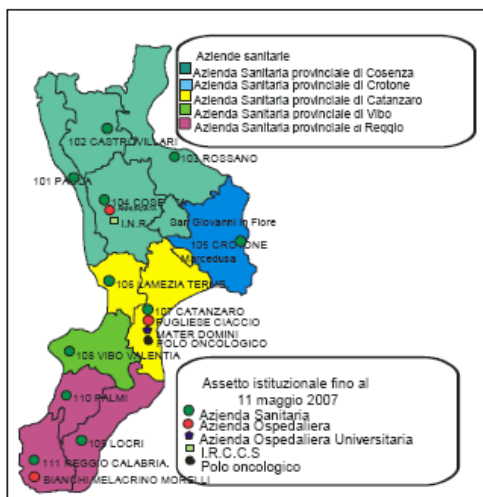 Aziende sanitarie
Azienda Sanitaria provinciale di Cosenza
Azienda Sanitaria provinciale di Crotone
Azienda Sanitaria provinciale di Catanzaro
Azienda Sanitaria provinciale di Vibo
Azienda Sanitaria provinciale di Reggio
102 CASTROVILLARI
103 ROSSANO
101 PAOLA
104 COSENZA
I.N.R.
San Giovanni in Fiore
105 CROTONE
Marcedusa
106 LAMEZIA TERME
107 CATANZARO
PUGLIESE CIACCIO
MATER DOMINI
POLO ONCOLOGICO
108 VIBO VALENTIA
110 PALMI
109 LOCRI
111 REGGIO CALABRIA.
BIANCHI MELACRINO MORELLI
Assetto istituzionale fino al
11 maggio 2007
Azienda Sanitaria
Azienda Ospedaliera
Azienda Ospedaliera Universitaria
I.R.C.C.S
Polo oncologico